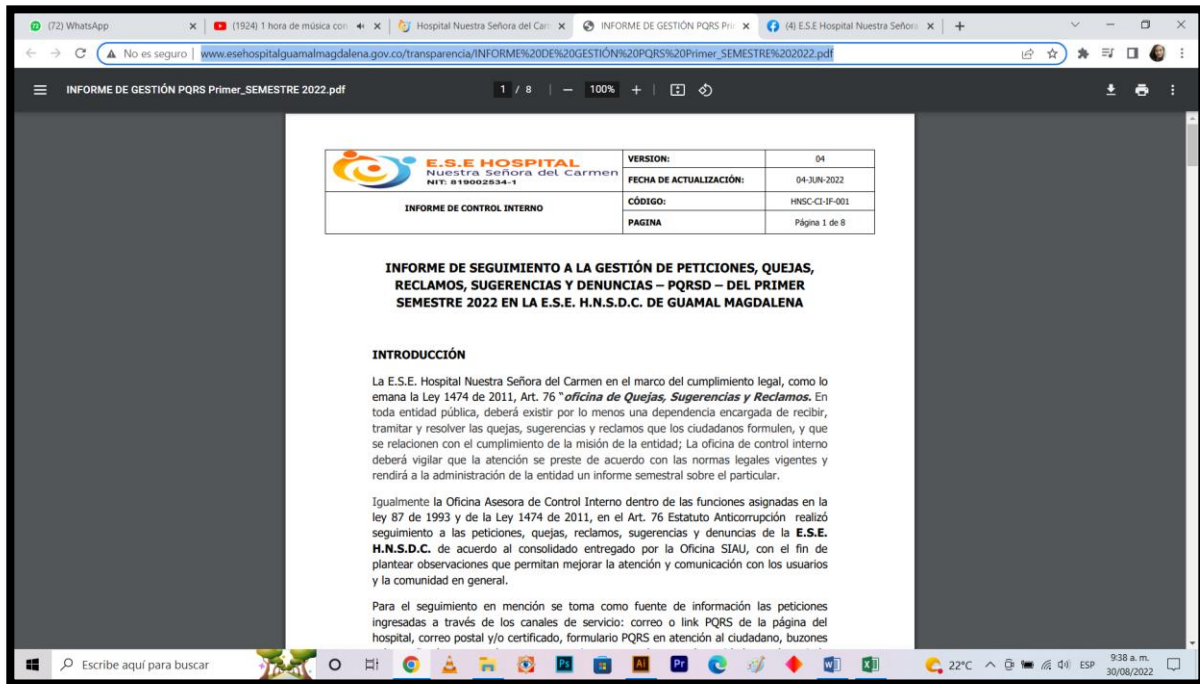 (72) WhatsApp
(1924) 1 hora de música con
Hospital Nuestra Señora del Car
INFORME DE GESTIÓN PQRS Pri
(4) E.S.E Hospital Nuestra Señora
No es seguro
www.esehospitalguamalmagdalena.gov.co/transparencia/INFORME%20DE%20GESTIÓN%20PQRS%20Primer_SEMESTRE%202022.pdf
INFORME DE GESTIÓN PQRS Primer_SEMESTRE 2022.pdf
1 / 8
100%
E.S.E HOSPITAL
Nuestra Señora del Carmen
NIT: 819002534-1
INFORME DE CONTROL INTERNO
VERSION: 04
FECHA DE ACTUALIZACIÓN: 04-JUN-2022
CÓDIGO: HNSC-CI-IF-001
PAGINA Página 1 de 8
INFORME DE SEGUIMIENTO A LA GESTIÓN DE PETICIONES, QUEJAS,
RECLAMOS, SUGERENCIAS Y DENUNCIAS – PQRSD – DEL PRIMER
SEMESTRE 2022 EN LA E.S.E. H.N.S.D.C. DE GUAMAL MAGDALENA
INTRODUCCIÓN
La E.S.E. Hospital Nuestra Señora del Carmen en el marco del cumplimiento legal, como lo
emana la Ley 1474 de 2011, Art. 76 "oficina de Quejas, Sugerencias y Reclamos. En
toda entidad pública, deberá existir por lo menos una dependencia encargada de recibir,
tramitar y resolver las quejas, sugerencias y reclamos que los ciudadanos formulen, y que
se relacionen con el cumplimiento de la misión de la entidad; La oficina de control interno
deberá vigilar que la atención se preste de acuerdo con las normas legales vigentes y
rendirá a la administración de la entidad un informe semestral sobre el particular.
Igualmente la Oficina Asesora de Control Interno dentro de las funciones asignadas en la
ley 87 de 1993 y de la Ley 1474 de 2011, en el Art. 76 Estatuto Anticorrupción realizó
seguimiento a las peticiones, quejas, reclamos, sugerencias y denuncias de la E.S.E.
H.N.S.D.C. de acuerdo al consolidado entregado por la Oficina SIAU, con el fin de
plantear observaciones que permitan mejorar la atención y comunicación con los usuarios
y la comunidad en general.
Para el seguimiento en mención se toma como fuente de información las peticiones
ingresadas a través de los canales de servicio: correo o link PQRS de la página del
hospital, correo postal y/o certificado, formulario PQRS en atención al ciudadano, buzones
Escribe aquí para buscar
Ps
Ai
Pr
22°C
ESP
9:38 a. m.
30/08/2022